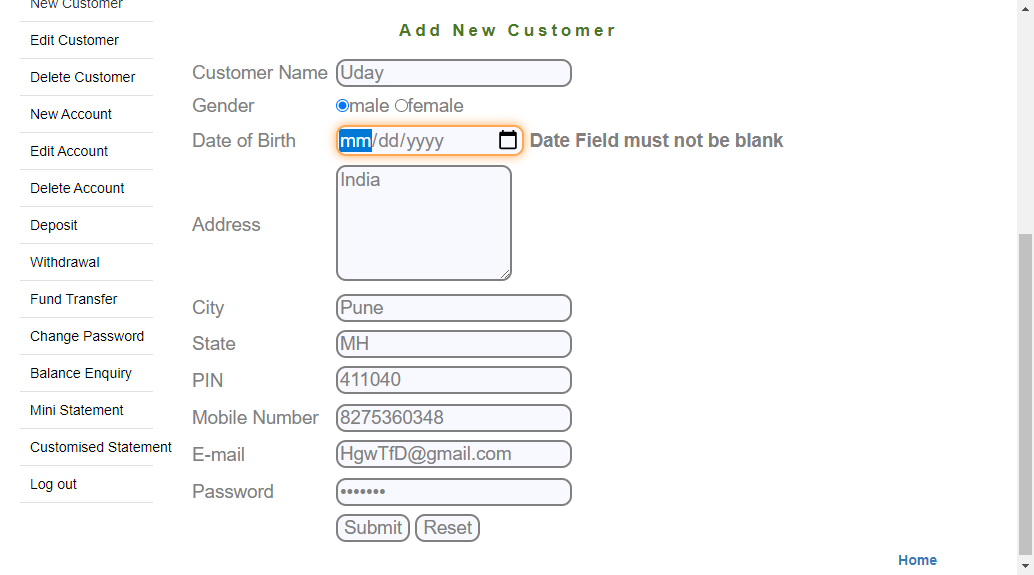 New Customer
Edit Customer
Delete Customer
New Account
Edit Account
Delete Account
Deposit
Withdrawal
Fund Transfer
Change Password
Balance Enquiry
Mini Statement
Customised Statement
Log out
Add New Customer
Customer Name Uday
Gender male female
Date of Birth mm/dd/yyyy Date Field must not be blank
Address India
City Pune
State MH
PIN 411040
Mobile Number 8275360348
E-mail HgwTfD@gmail.com
Password •••••••
Submit Reset
Home